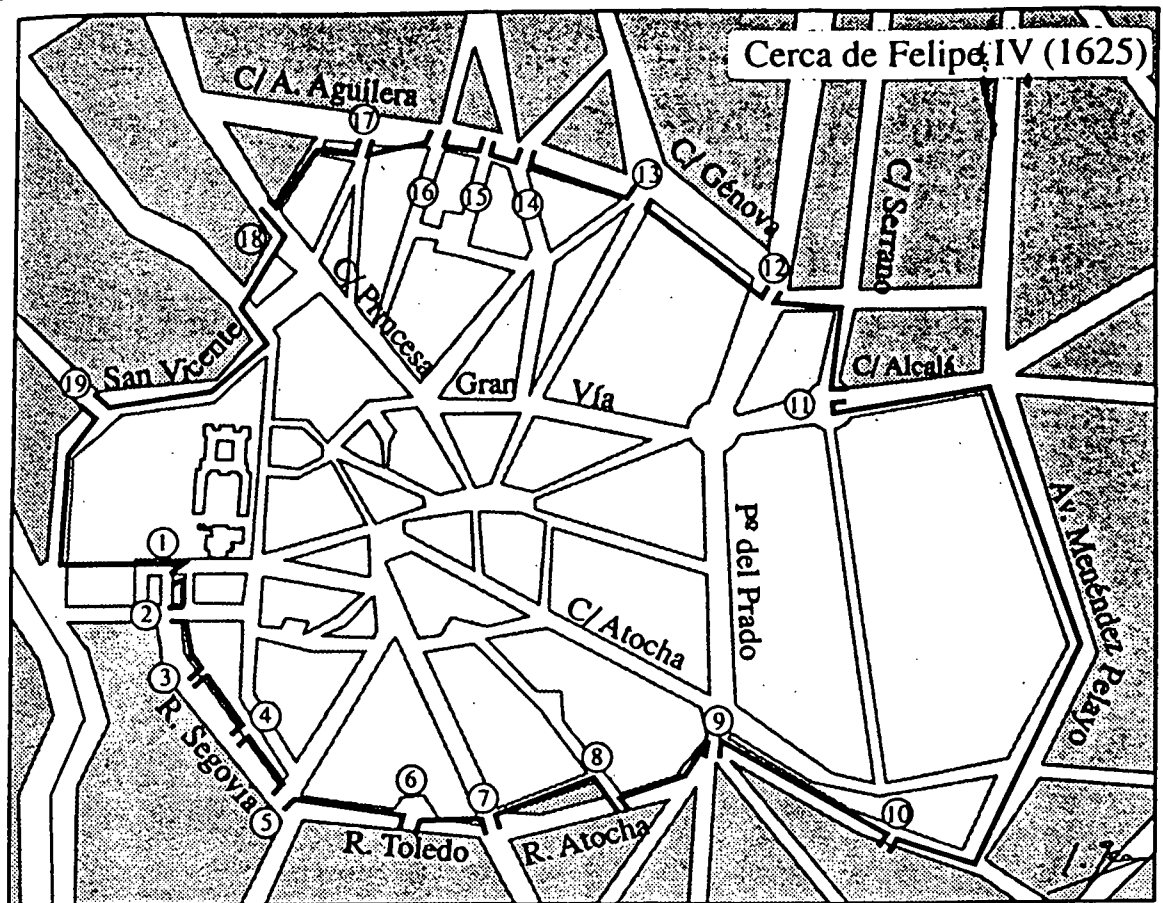 Cerca de Felipe IV (1625)
C/ A. Aguilera
17
16
15
14
13
C/ Génova
C/ Serrano
12
18
C/ Princesa
San Vicente
19
Gran Vía
11
C/ Alcalá
1
2
3
4
R. Segovia
5
6
R. Toledo
7
R. Atocha
8
C/ Atocha
9
Pº del Prado
Av. Menéndez Pelayo
10